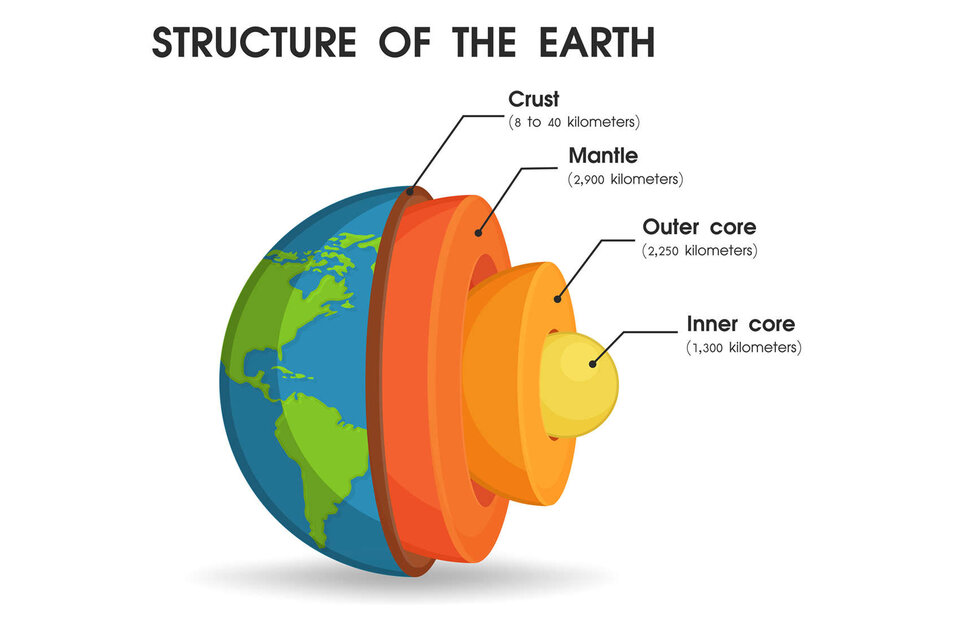 STRUCTURE OF THE EARTH
Crust
(8 to 40 kilometers)
Mantle
(2,900 kilometers)
Outer core
(2,250 kilometers)
Inner core
(1,300 kilometers)